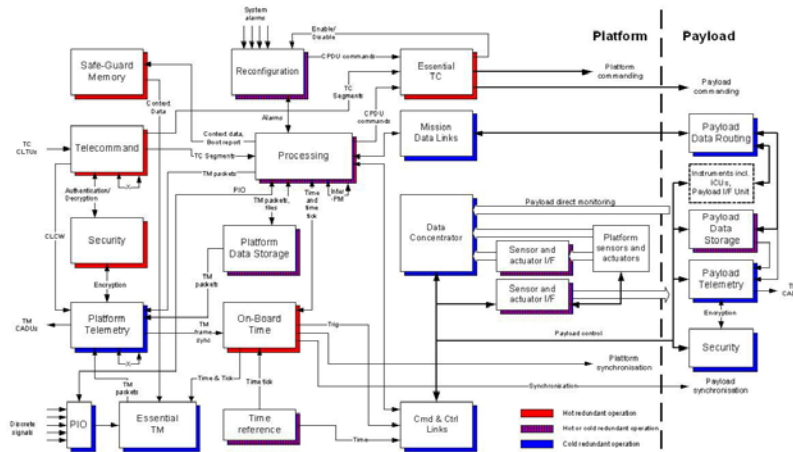 System
alarms
Enable/
Disable
Platform
Payload
Safe-Guard
Memory
Reconfiguration
CPDU commands
Essential
TC
Platform
commanding
Context
Data
TC
Segments
Payload
commanding
Alarms
CPDU
commands
TC
CLTUs
Telecommand
Context data,
Boot report
TC Segments
Processing
Mission
Data Links
Payload
Data Routing
TM packets
Authentication/
Decryption
PIO
TM packets,
files
Time
and
time
tick
Inter
-PM
Instruments incl.
ICUs,
Payload I/F Unit
Payload direct monitoring
CLCW
Security
Platform
Data Storage
Data
Concentrator
Sensor and
actuator I/F
Platform
sensors and
actuators
Payload
Data
Storage
Encryption
TM
packets
Sensor and
actuator I/F
Payload
Telemetry
TM
CADUs
Platform
Telemetry
TM
name
sync
On-Board
Time
Trig
Payload control
Encryption
Security
Platform
synchronisation
TM
packets
Time & Tick
Time tick
Synchronisation
Payload
synchronisation
Discrete
signals
PIO
Essential
TM
Time
reference
Time
Cmd & Ctrl
Links
Hot redundant operation
Hot or cold redundant operation
Cold redundant operation